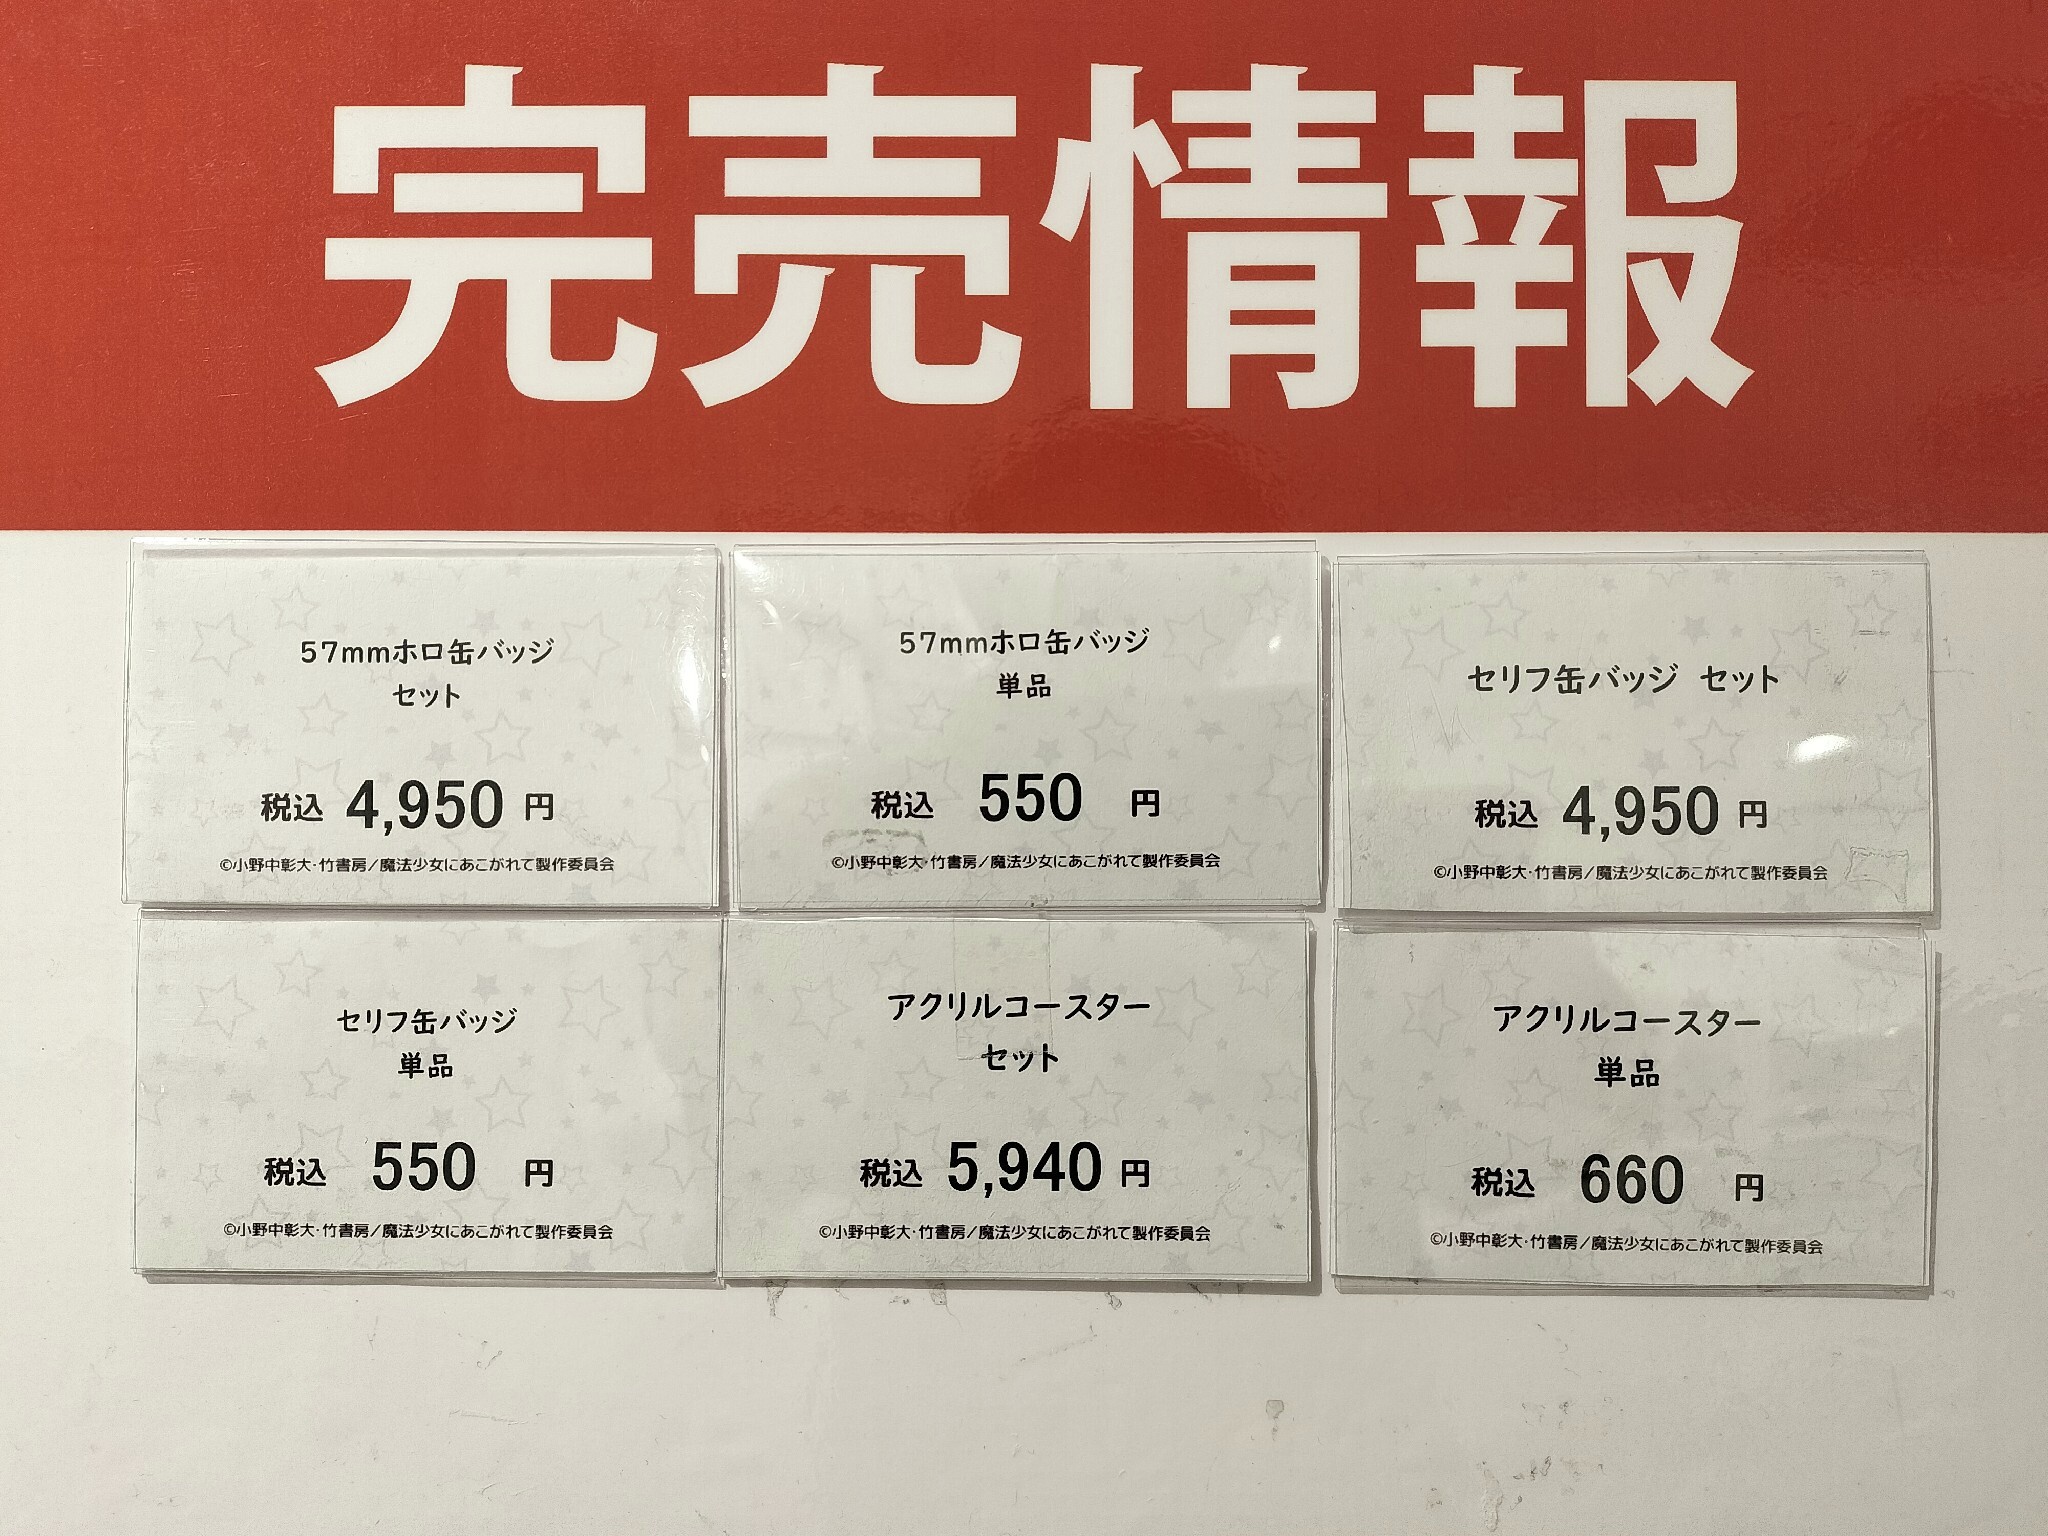 完売情報
57mmホロ缶バッジ
セット
税込 4,950 円
©小野中彰大・竹書房／魔法少女にあこがれて製作委員会
57mmホロ缶バッジ
単品
税込 550 円
©小野中彰大・竹書房／魔法少女にあこがれて製作委員会
セリフ缶バッジ セット
税込 4,950 円
©小野中彰大・竹書房／魔法少女にあこがれて製作委員会
セリフ缶バッジ
単品
税込 550 円
©小野中彰大・竹書房／魔法少女にあこがれて製作委員会
アクリルコースター
セット
税込 5,940 円
©小野中彰大・竹書房／魔法少女にあこがれて製作委員会
アクリルコースター
単品
税込 660 円
©小野中彰大・竹書房／魔法少女にあこがれて製作委員会